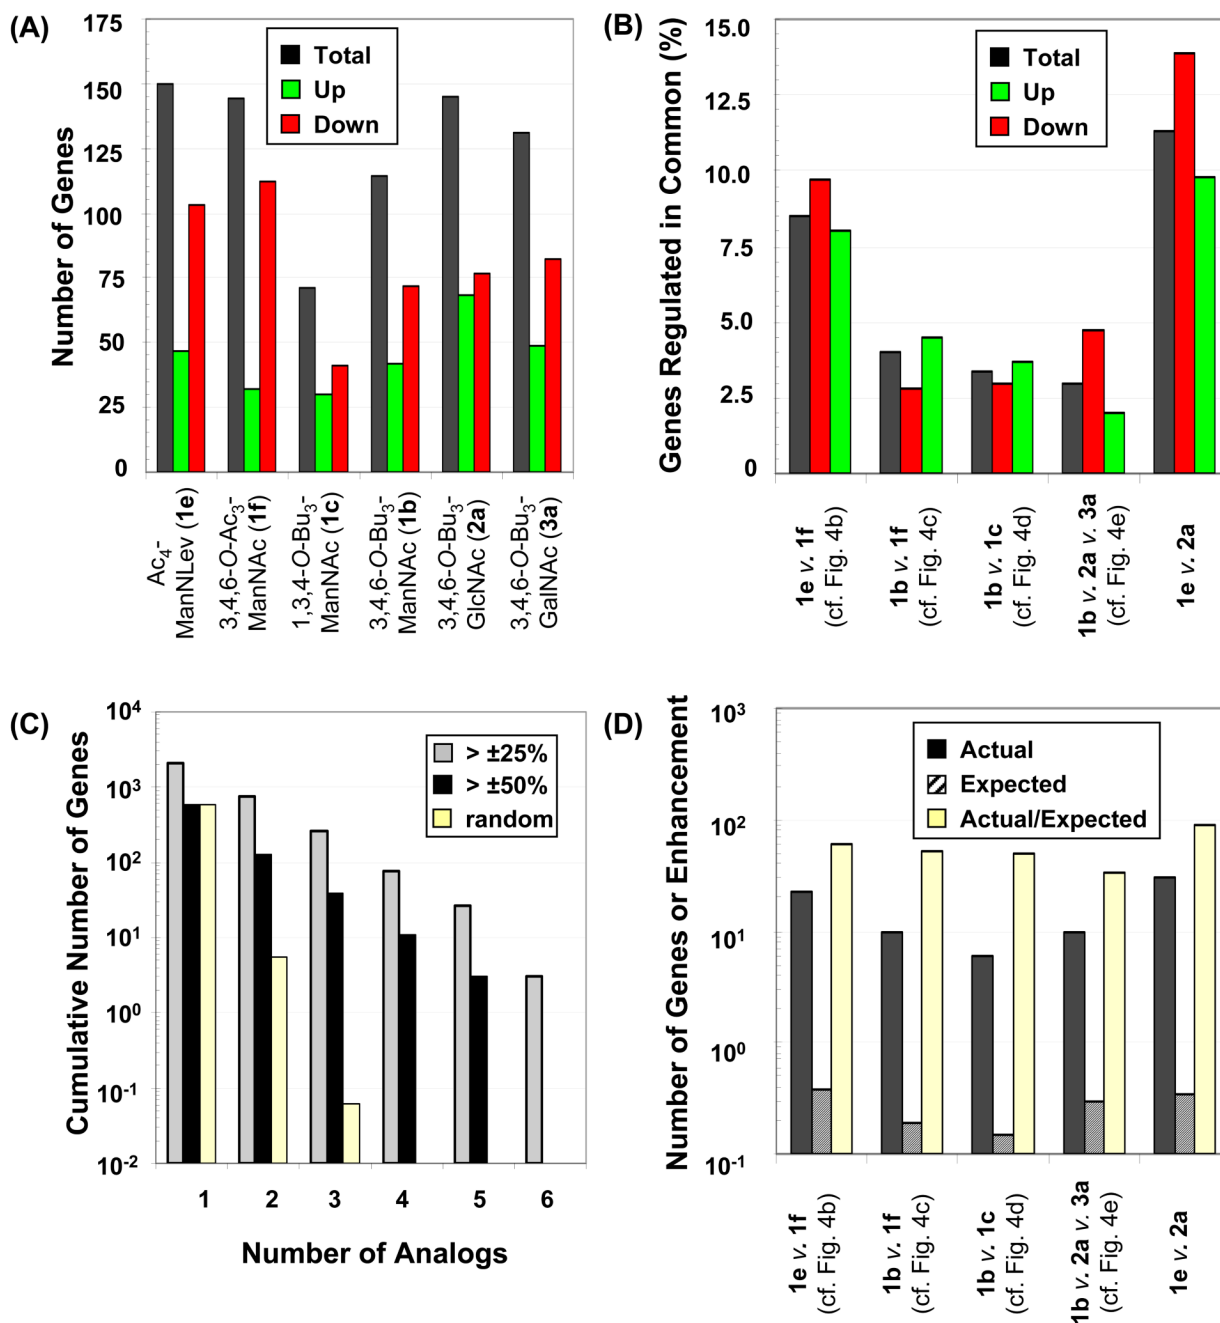 (A)
175
150
125
100
75
50
25
0
Number of Genes
Total
Up
Down
Ac4-
ManNLev (1e)
3,4,6-O-Ac3-
ManNAc (1f)
1,3,4-O-Bu3-
ManNAc (1c)
3,4,6-O-Bu3-
ManNAc (1b)
3,4,6-O-Bu3-
GlcNAc (2a)
3,4,6-O-Bu3-
GalNAc (3a)
(B)
15.0
12.5
10.0
7.5
5.0
2.5
0
Genes Regulated in Common (%)
Total
Up
Down
1e v. 1f
(cf. Fig. 4b)
1b v. 1f
(cf. Fig. 4c)
1b v. 1c
(cf. Fig. 4d)
1b v. 2a v. 3a
(cf. Fig. 4e)
1e v. 2a
(C)
10^4
10^3
10^2
10^1
10^0
10^-1
10^-2
Cumulative Number of Genes
> ±25%
> ±50%
random
1 2 3 4 5 6
Number of Analogs
(D)
10^3
10^2
10^1
10^0
10^-1
Number of Genes or Enhancement
Actual
Expected
Actual/Expected
1e v. 1f
(cf. Fig. 4b)
1b v. 1f
(cf. Fig. 4c)
1b v. 1c
(cf. Fig. 4d)
1b v. 2a v. 3a
(cf. Fig. 4e)
1e v. 2a